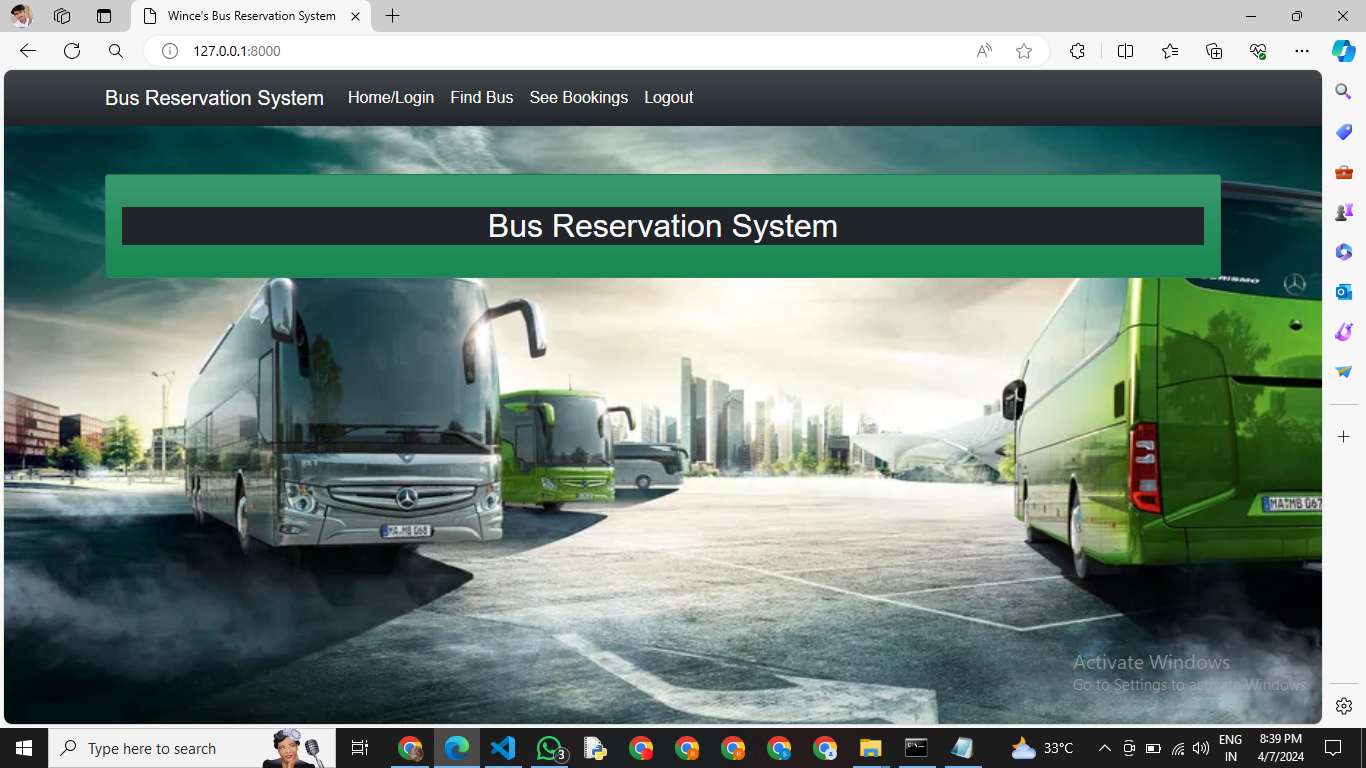 Wince's Bus Reservation System
127.0.0.1:8000
Bus Reservation System Home/Login Find Bus See Bookings Logout
Bus Reservation System
MA·MB 068
MA·MB 067
Activate Windows
Go to Settings to activate Windows.
Type here to search
3
33°C
ENG
IN
8:39 PM
4/7/2024